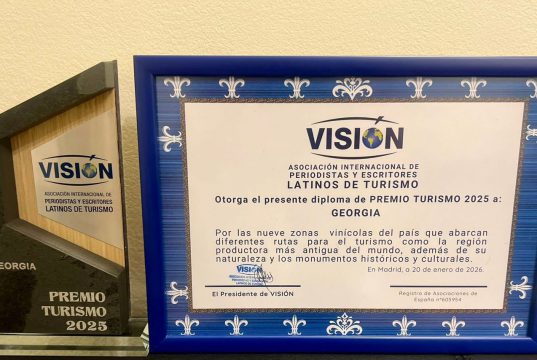 VISIÓN
ASOCIACIÓN INTERNACIONAL DE
PERIODISTAS Y ESCRITORES
LATINOS DE TURISMO
GEORGIA
PREMIO
TURISMO
2025
VISIÓN
ASOCIACIÓN INTERNACIONAL DE
PERIODISTAS Y ESCRITORES
LATINOS DE TURISMO
Otorga el presente diploma de PREMIO TURISMO 2025 a:
GEORGIA
Por las nueve zonas vinícolas del país que abarcan
diferentes rutas para el turismo como la región
productora más antigua del mundo, además de su
naturaleza y los monumentos históricos y culturales.
En Madrid, a 20 de enero de 2026.
VISIÓN
El Presidente de VISIÓN
Registro de Asociaciones de
España nº605954